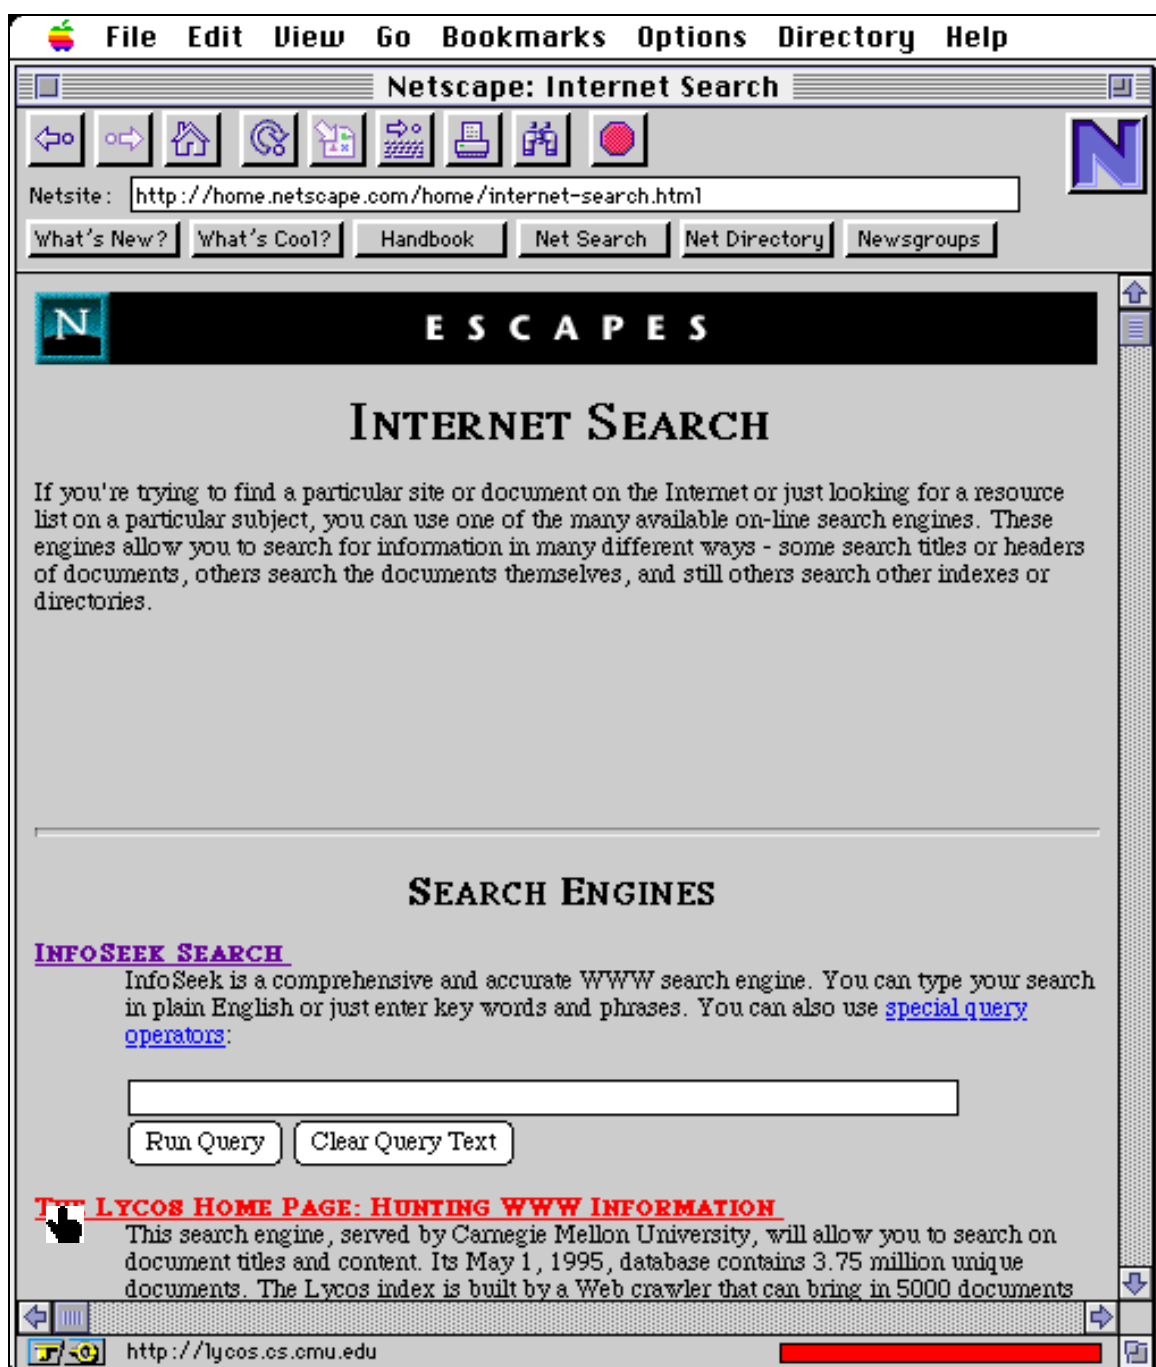 File Edit View Go Bookmarks Options Directory Help
Netscape: Internet Search
N
Netsite: http://home.netscape.com/home/internet-search.html
What's New? What's Cool? Handbook Net Search Net Directory Newsgroups
N ESCAPES
INTERNET SEARCH
If you're trying to find a particular site or document on the Internet or just looking for a resource
list on a particular subject, you can use one of the many available on-line search engines. These
engines allow you to search for information in many different ways - some search titles or headers
of documents, others search the documents themselves, and still others search other indexes or
directories.
SEARCH ENGINES
INFOSEEK SEARCH
InfoSeek is a comprehensive and accurate WWW search engine. You can type your search
in plain English or just enter key words and phrases. You can also use special query
operators:
Run Query Clear Query Text
THE LYCOS HOME PAGE: HUNTING WWW INFORMATION
This search engine, served by Carnegie Mellon University, will allow you to search on
document titles and content. Its May 1, 1995, database contains 3.75 million unique
documents. The Lycos index is built by a Web crawler that can bring in 5000 documents
http://lycos.cs.cmu.edu